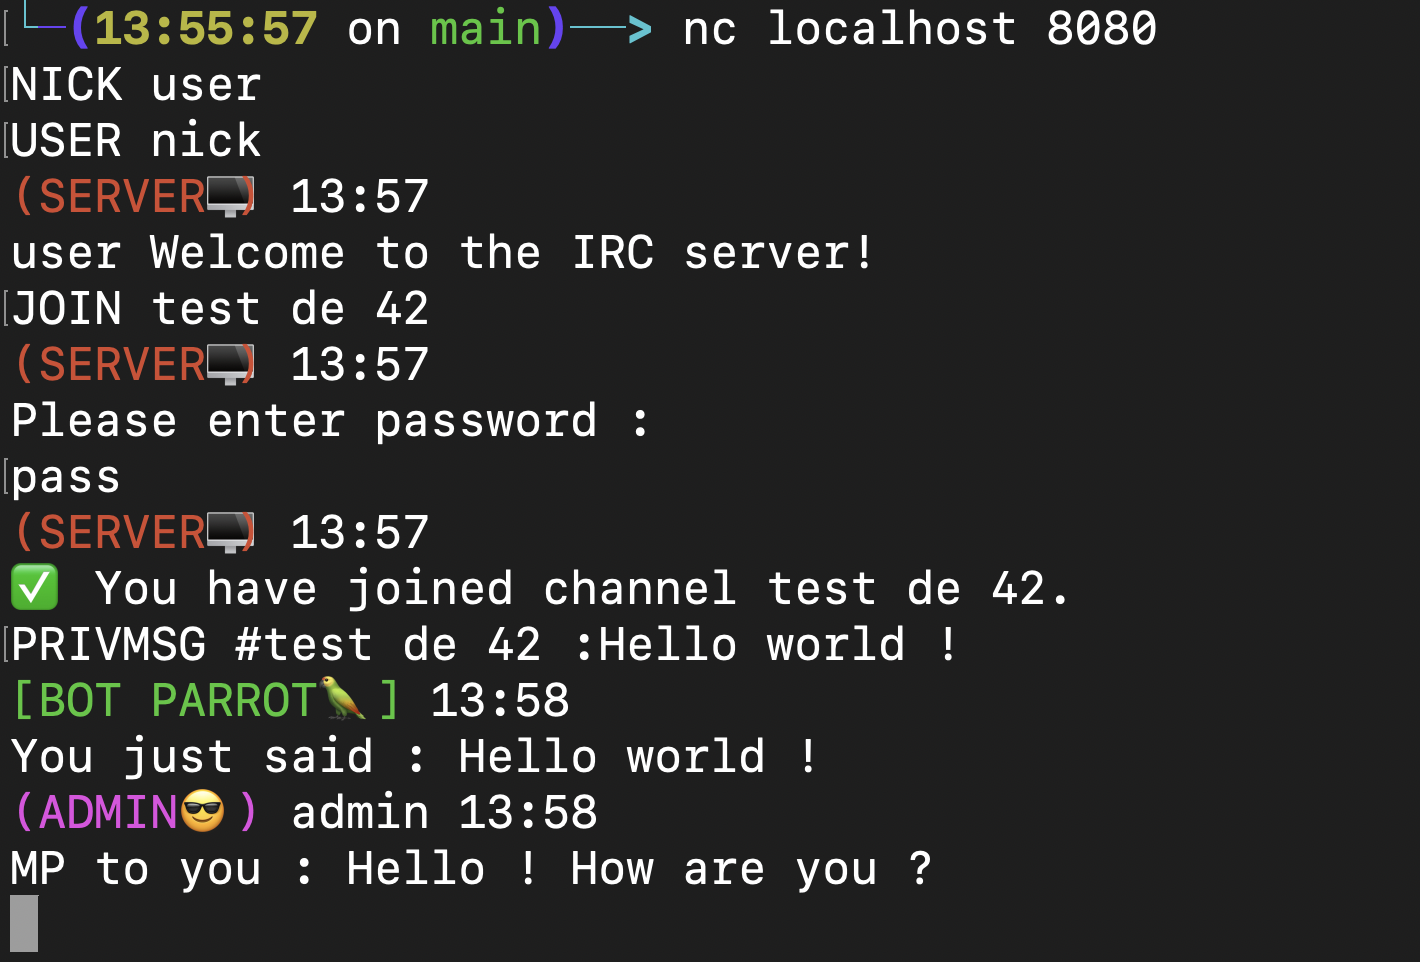 (13:55:57 on main)──> nc localhost 8080
NICK user
USER nick
(SERVER🖥) 13:57
user Welcome to the IRC server!
JOIN test de 42
(SERVER🖥) 13:57
Please enter password :
pass
(SERVER🖥) 13:57
✅ You have joined channel test de 42.
PRIVMSG #test de 42 :Hello world !
[BOT PARROT🦜] 13:58
You just said : Hello world !
(ADMIN😎) admin 13:58
MP to you : Hello ! How are you ?